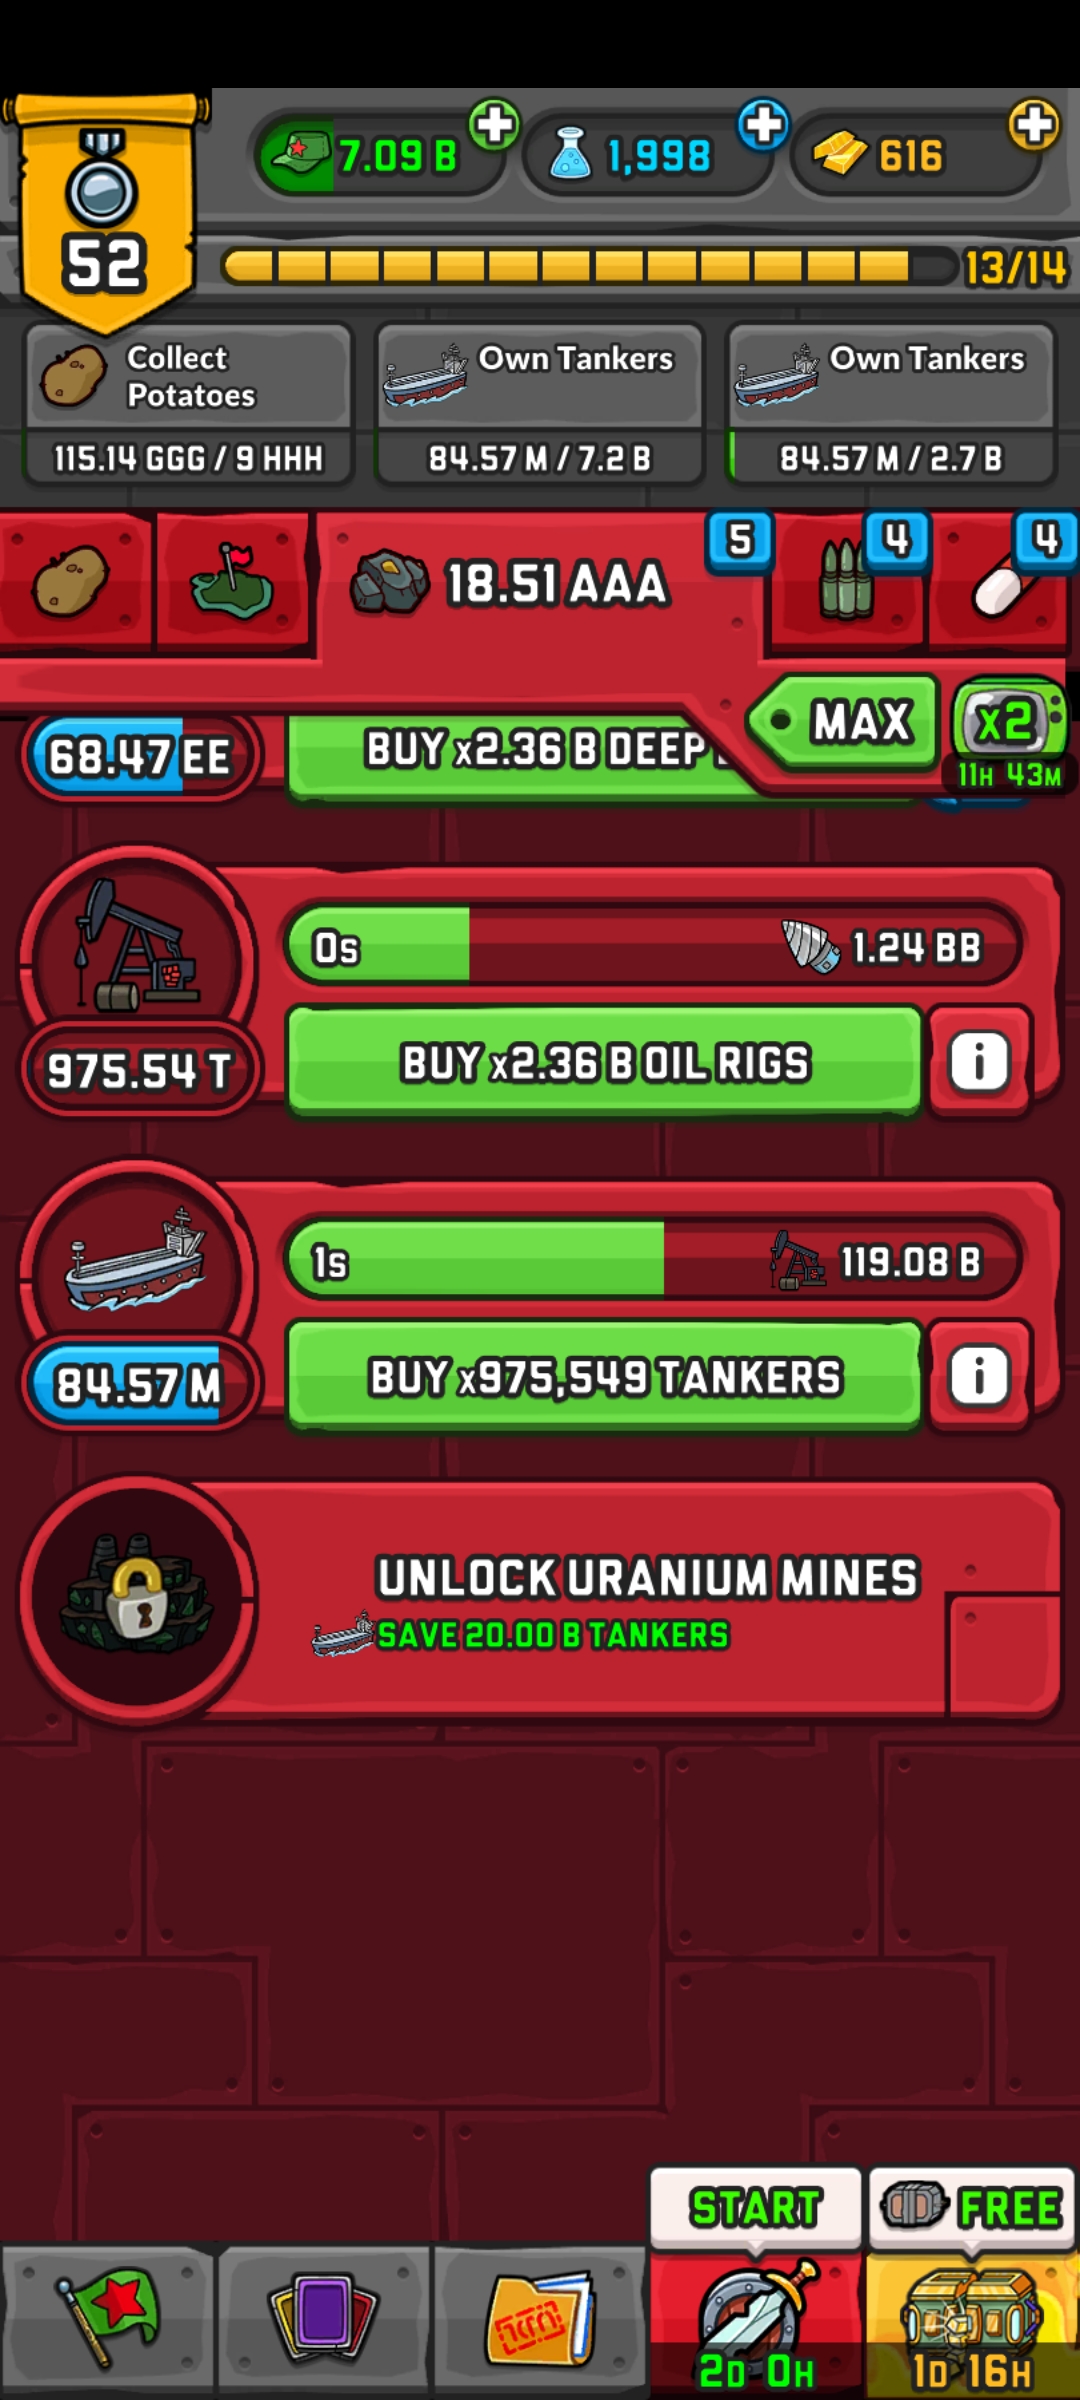 7.09 B
1,998
616
52
13/14
Collect
Potatoes
Own Tankers
Own Tankers
115.14 GGG / 9 HHH
84.57 M / 7.2 B
84.57 M / 2.7 B
18.51 AAA
5
4
4
MAX
x2
11H 43M
68.47 EE
BUY x2.36 B DEEP
0s
1.24 BB
975.54 T
BUY x2.36 B OIL RIGS
i
1s
119.08 B
84.57 M
BUY x975,549 TANKERS
i
UNLOCK URANIUM MINES
SAVE 20.00 B TANKERS
START
FREE
2D 0H
1D 16H